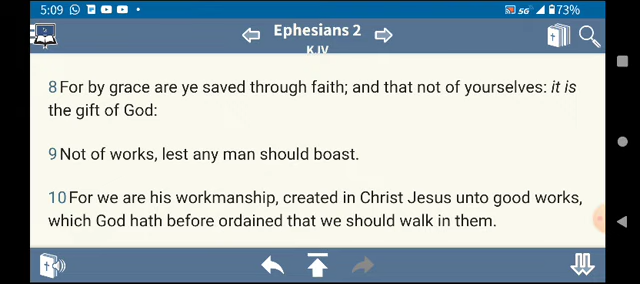 5:09 5G 73%
Ephesians 2
KJV
8 For by grace are ye saved through faith; and that not of yourselves: it is
the gift of God:
9 Not of works, lest any man should boast.
10 For we are his workmanship, created in Christ Jesus unto good works,
which God hath before ordained that we should walk in them.